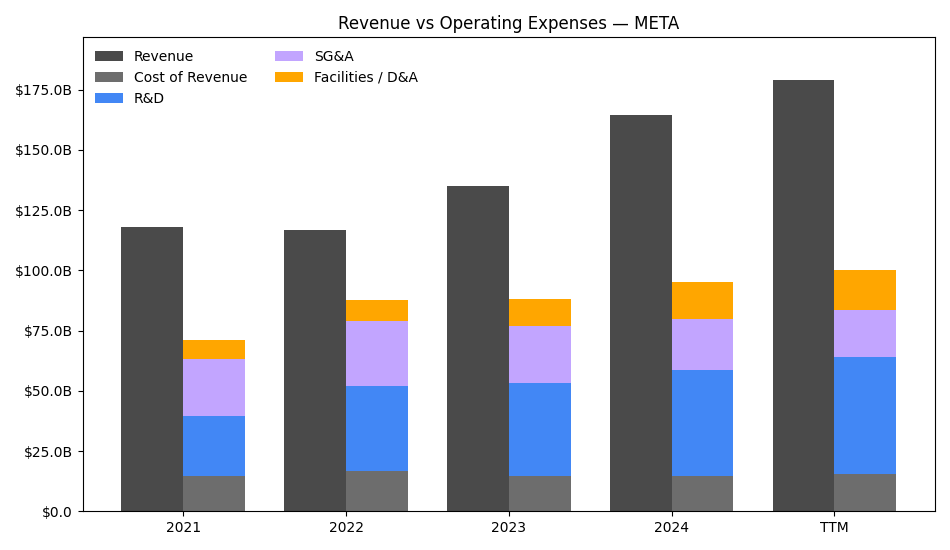 Revenue vs Operating Expenses — META
Revenue
Cost of Revenue
R&D
SG&A
Facilities / D&A
$175.0B
$150.0B
$125.0B
$100.0B
$75.0B
$50.0B
$25.0B
$0.0
2021
2022
2023
2024
TTM